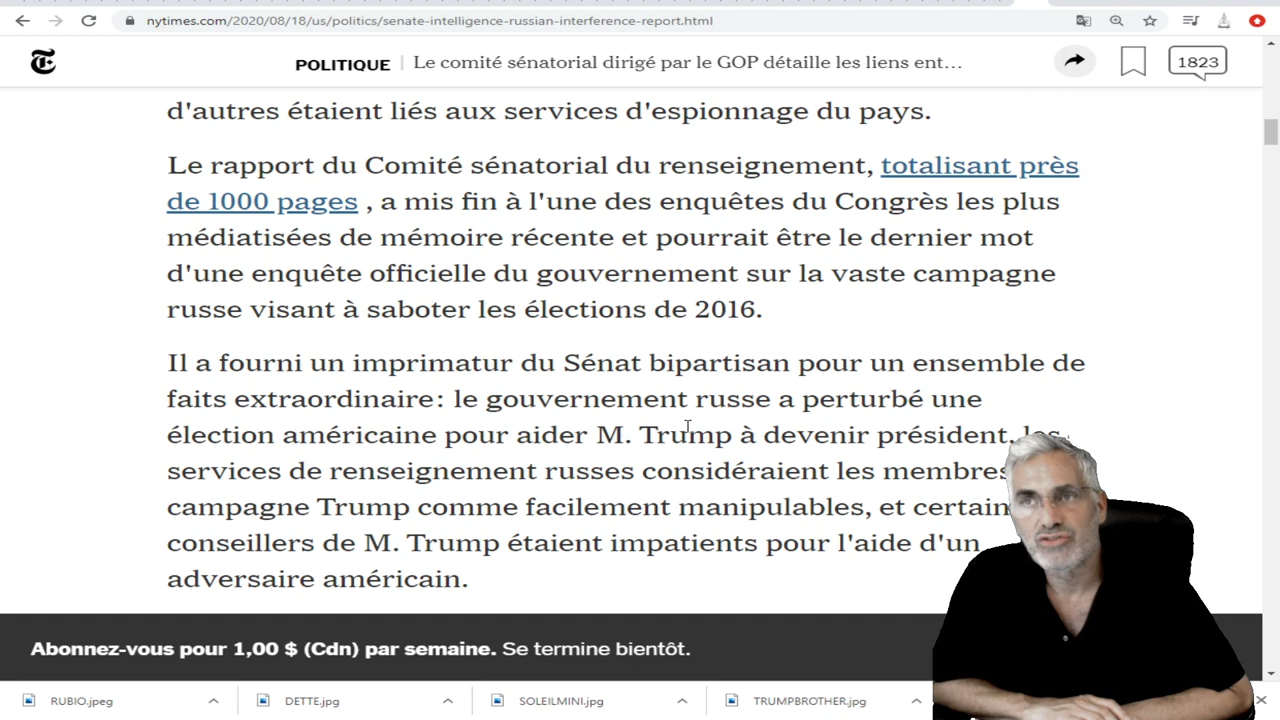 nytimes.com/2020/08/18/us/politics/senate-intelligence-russian-interference-report.html
POLITIQUE | Le comité sénatorial dirigé par le GOP détaille les liens ent…
1823
d'autres étaient liés aux services d'espionnage du pays.
Le rapport du Comité sénatorial du renseignement, totalisant près
de 1000 pages , a mis fin à l'une des enquêtes du Congrès les plus
médiatisées de mémoire récente et pourrait être le dernier mot
d'une enquête officielle du gouvernement sur la vaste campagne
russe visant à saboter les élections de 2016.
Il a fourni un imprimatur du Sénat bipartisan pour un ensemble de
faits extraordinaire: le gouvernement russe a perturbé une
élection américaine pour aider M. Trump à devenir président, les
services de renseignement russes considéraient les membres
campagne Trump comme facilement manipulables, et certain
conseillers de M. Trump étaient impatients pour l'aide d'un
adversaire américain.
Abonnez-vous pour 1,00 $ (Cdn) par semaine. Se termine bientôt.
RUBIO.jpeg
DETTE.jpg
SOLEILMINI.jpg
TRUMPBROTHER.jpg